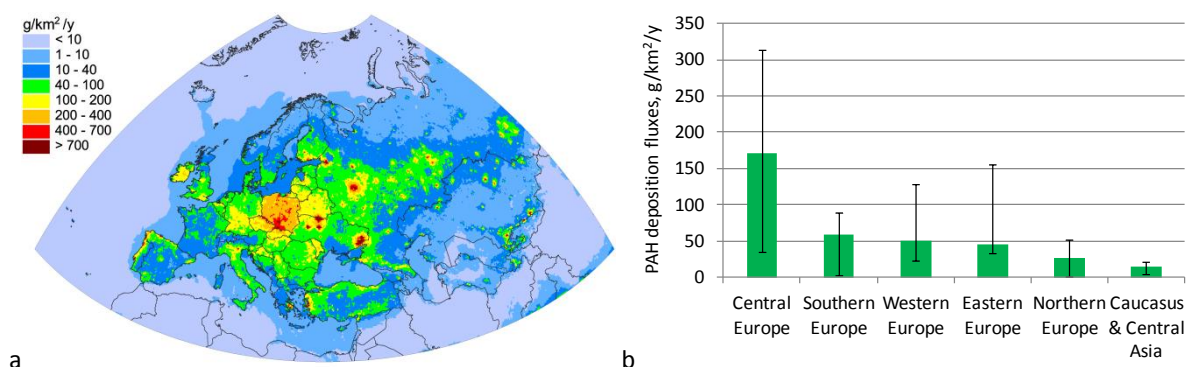 g/km²/y
< 10
1 - 10
10 - 40
40 - 100
100 - 200
200 - 400
400 - 700
> 700
a
PAH deposition fluxes, g/km²/y
350
300
250
200
150
100
50
0
Central Europe
Southern Europe
Western Europe
Eastern Europe
Northern Europe
Caucasus & Central Asia
b